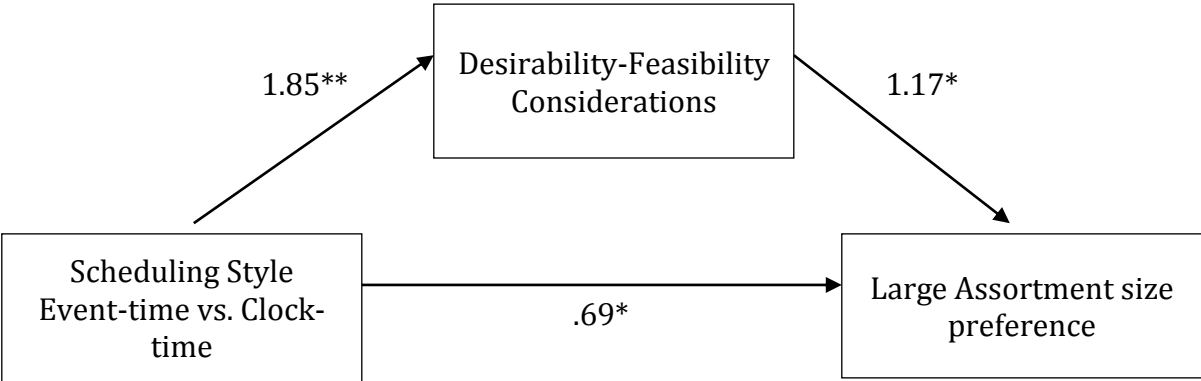 Desirability-Feasibility
Considerations
1.85**
1.17*
Scheduling Style
Event-time vs. Clock-
time
.69*
Large Assortment size
preference